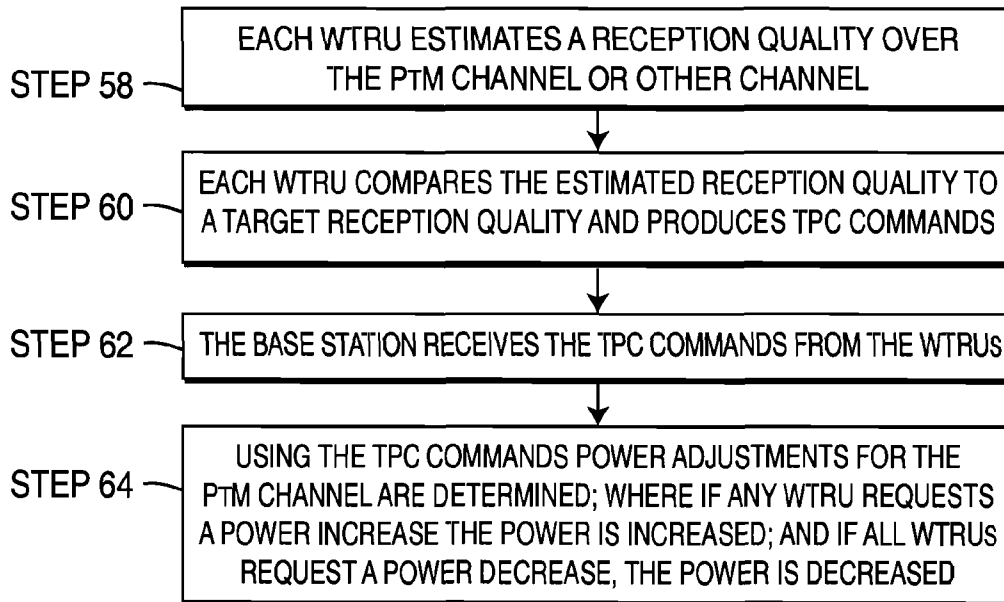 EACH WTRU ESTIMATES A RECEPTION QUALITY OVER
THE PTM CHANNEL OR OTHER CHANNEL
STEP 58
EACH WTRU COMPARES THE ESTIMATED RECEPTION QUALITY TO
A TARGET RECEPTION QUALITY AND PRODUCES TPC COMMANDS
STEP 60
STEP 62
THE BASE STATION RECEIVES THE TPC COMMANDS FROM THE WTRUs
USING THE TPC COMMANDS POWER ADJUSTMENTS FOR THE
STEP 64
PTM CHANNEL ARE DETERMINED; WHERE IF ANY WTRU REQUESTS
A POWER INCREASE THE POWER IS INCREASED; AND IF ALL WTRUs
REQUEST A POWER DECREASE, THE POWER IS DECREASED